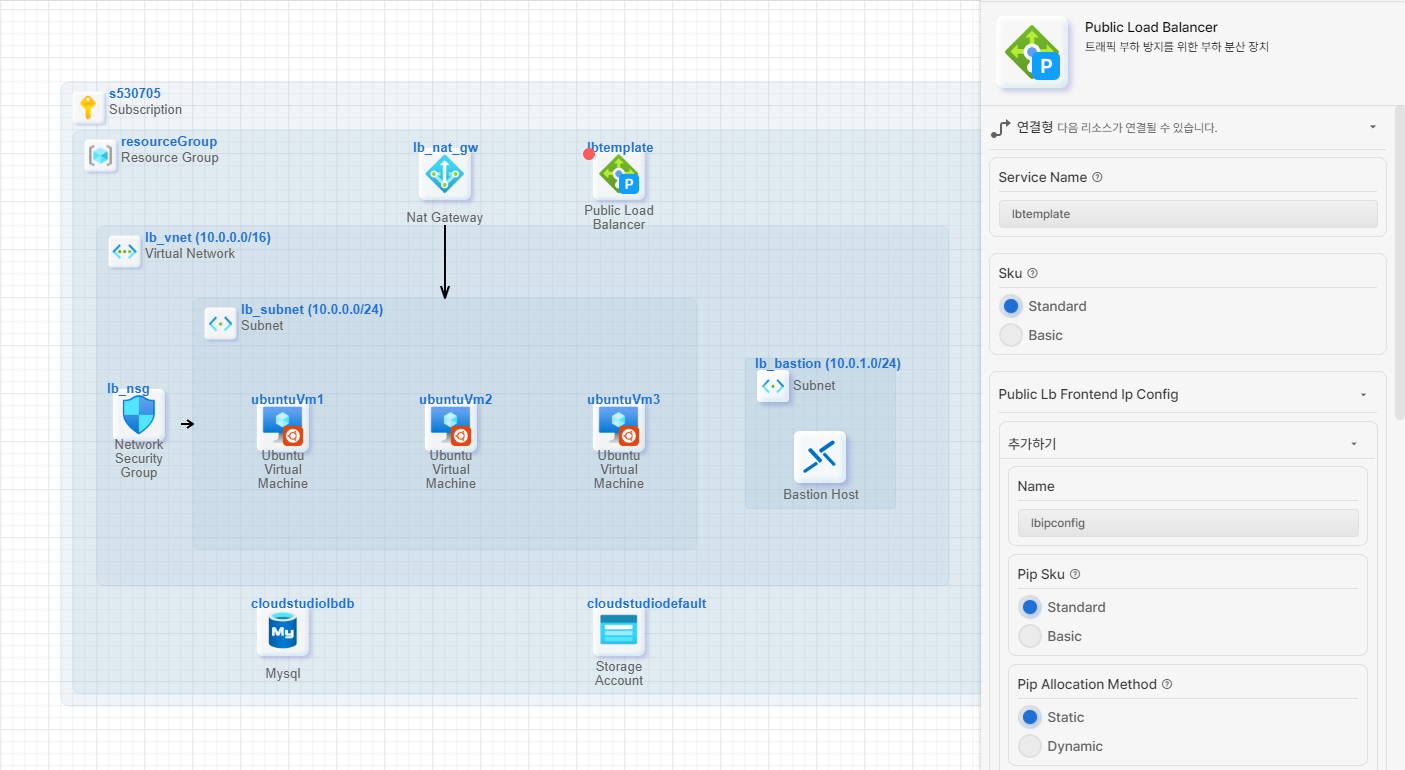 s530705
Subscription
resourceGroup
Resource Group
lb_nat_gw
Nat Gateway
lbtemplate
P
Public Load
Balancer
lb_vnet (10.0.0.0/16)
Virtual Network
lb_subnet (10.0.0.0/24)
Subnet
lb_bastion (10.0.1.0/24)
Subnet
lb_nsg
Network
Security
Group
ubuntuVm1
Ubuntu
Virtual
Machine
ubuntuVm2
Ubuntu
Virtual
Machine
ubuntuVm3
Ubuntu
Virtual
Machine
Bastion Host
cloudstudiolbdb
My
Mysql
cloudstudiodefault
Storage
Account
P
Public Load Balancer
트래픽 부하 방지를 위한 부하 분산 장치
연결형 다음 리소스가 연결될 수 있습니다.
Service Name
lbtemplate
Sku
Standard
Basic
Public Lb Frontend Ip Config
추가하기
Name
lbipconfig
Pip Sku
Standard
Basic
Pip Allocation Method
Static
Dynamic